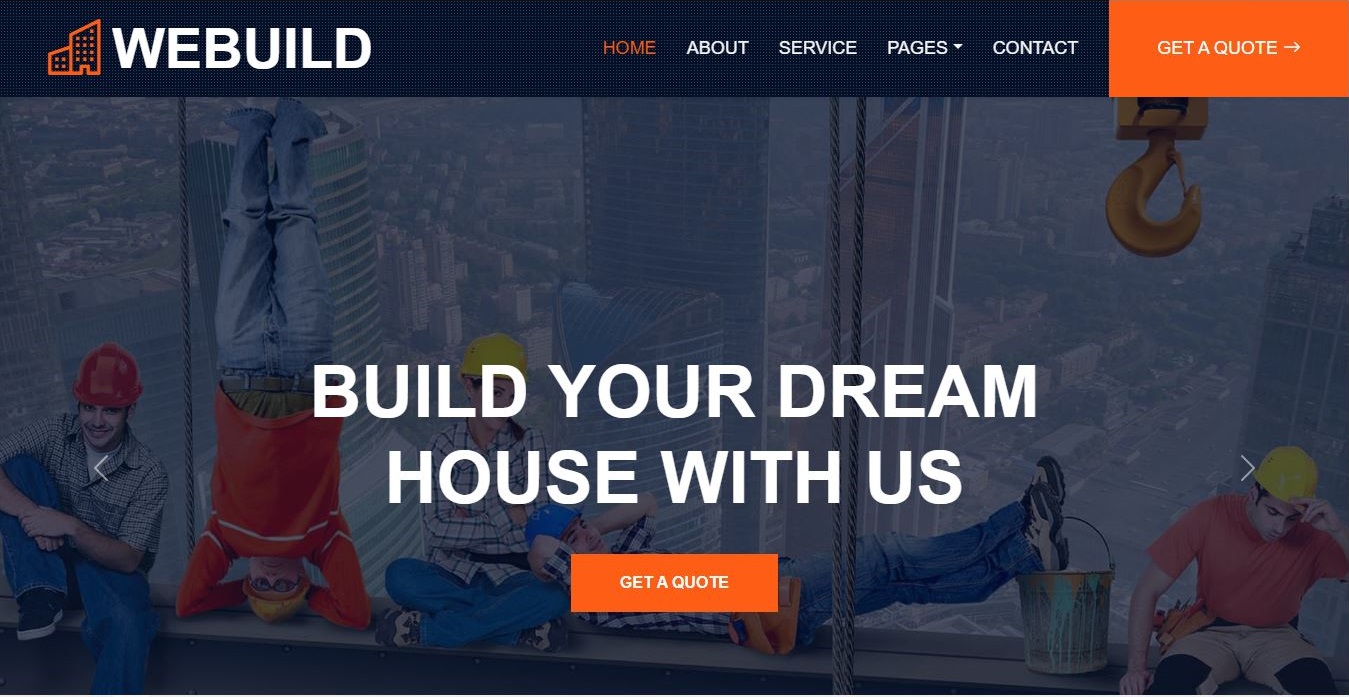 WEBUILD
HOME ABOUT SERVICE PAGES CONTACT GET A QUOTE →
BUILD YOUR DREAM
HOUSE WITH US
GET A QUOTE